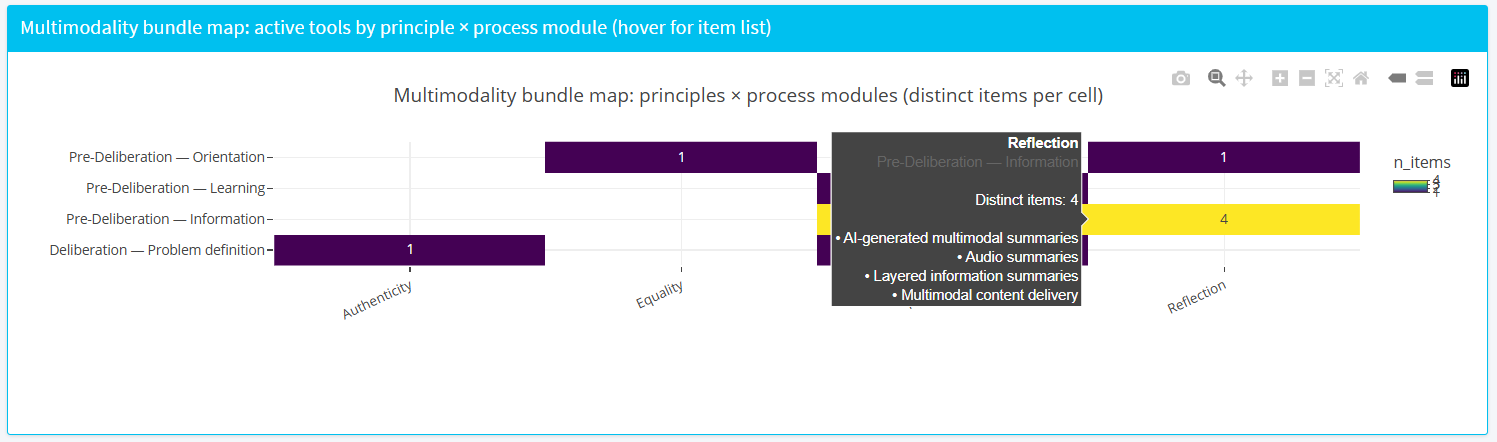 Multimodality bundle map: active tools by principle × process module (hover for item list)
Multimodality bundle map: principles × process modules (distinct items per cell)
Pre-Deliberation — Orientation
Pre-Deliberation — Learning
Pre-Deliberation — Information
Deliberation — Problem definition
1
1
4
1
Reflection
Pre-Deliberation — Information
Distinct items: 4
• AI-generated multimodal summaries
• Audio summaries
• Layered information summaries
• Multimodal content delivery
Authenticity
Equality
Reflection
n_items
4
1